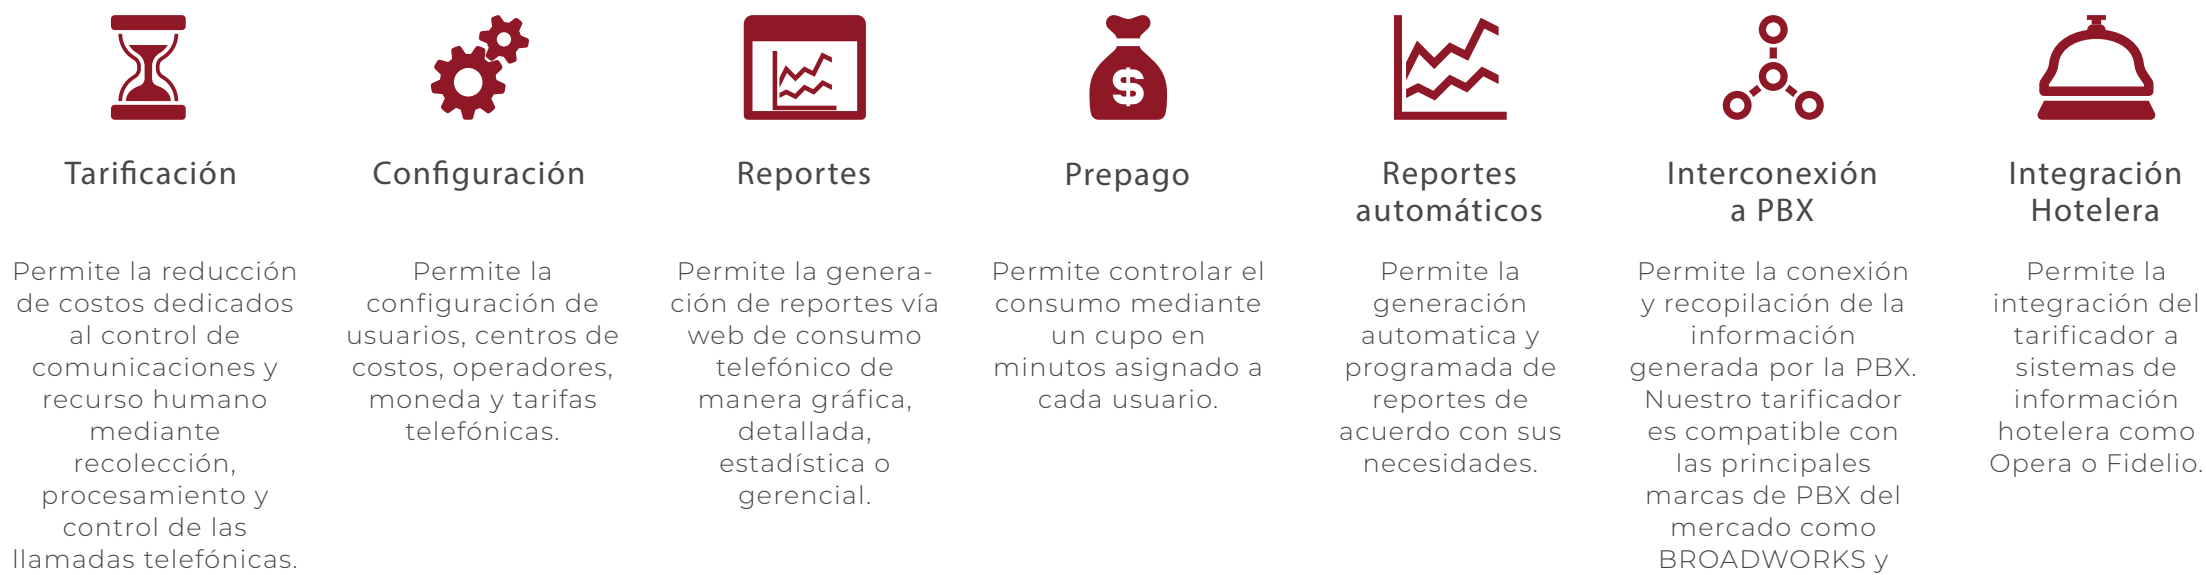 Tarificación
Permite la reducción
de costos dedicados
al control de
comunicaciones y
recurso humano
mediante
recolección,
procesamiento y
control de las
llamadas telefónicas.
Configuración
Permite la
configuración de
usuarios, centros de
costos, operadores,
moneda y tarifas
telefónicas.
Reportes
Permite la genera-
ción de reportes vía
web de consumo
telefónico de
manera gráfica,
detallada,
estadística o
gerencial.
$
Prepago
Permite controlar el
consumo mediante
un cupo en
minutos asignado a
cada usuario.
Reportes
automáticos
Permite la
generación
automatica y
programada de
reportes de
acuerdo con sus
necesidades.
Interconexión
a PBX
Permite la conexión
y recopilación de la
información
generada por la PBX.
Nuestro tarificador
es compatible con
las principales
marcas de PBX del
mercado como
BROADWORKS y
Integración
Hotelera
Permite la
integración del
tarificador a
sistemas de
información
hotelera como
Opera o Fidelio.